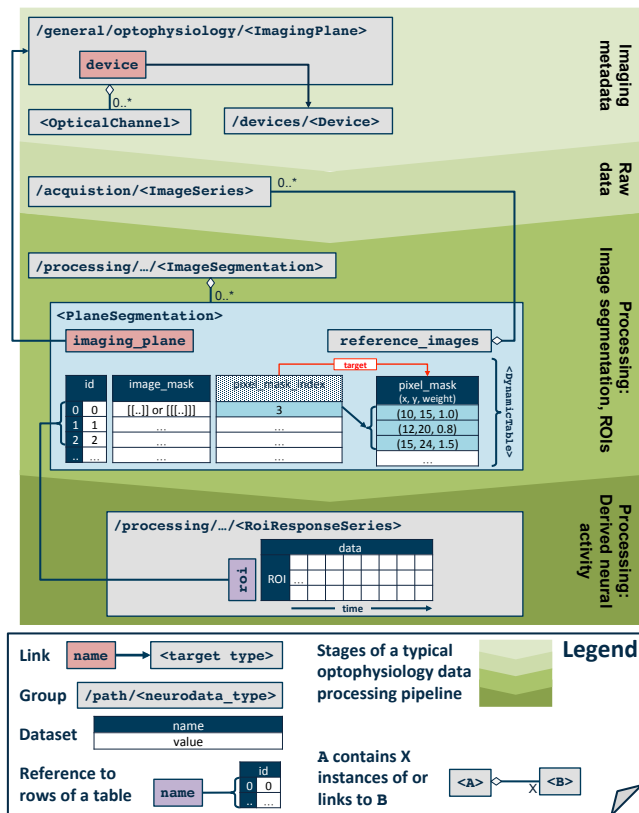 /general/optophysiology/<ImagingPlane>
device
0..*
<OpticalChannel>
/devices/<Device>
Imaging
metadata
/acquistion/<ImageSeries>
0..*
Raw
data
/processing/…/<ImageSegmentation>
0..*
<PlaneSegmentation>
imaging_plane
reference_images
target
id
image_mask
pixel_mask_index
pixel_mask
(x, y, weight)
0 0 [[..]] or [[[..]]] 3 (10, 15, 1.0)
1 1 … … (12,20, 0.8)
2 2 … … (15, 24, 1.5)
.. … … … …
<DynamicTable>
Processing:
Image segmentation, ROIs
/processing/…/<RoiResponseSeries>
roi
data
ROI
…
time
Processing:
Derived neural
activity
Legend
Link
name
<target type>
Group
/path/<neurodata_type>
Dataset
name
value
Reference to
rows of a table
name
id
0 0
.. …
Stages of a typical
optophysiology data
processing pipeline
A contains X
instances of or
links to B
<A>
X
<B>